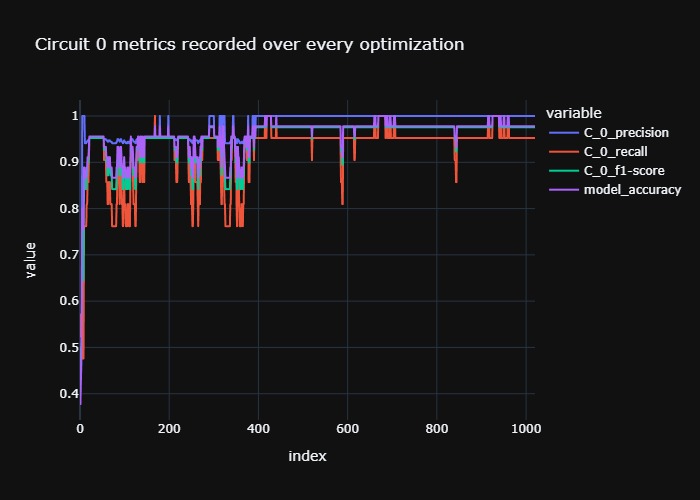 Circuit 0 metrics recorded over every optimization
variable
C_0_precision
C_0_recall
C_0_f1-score
model_accuracy
value
1
0.9
0.8
0.7
0.6
0.5
0.4
0 200 400 600 800 1000
index